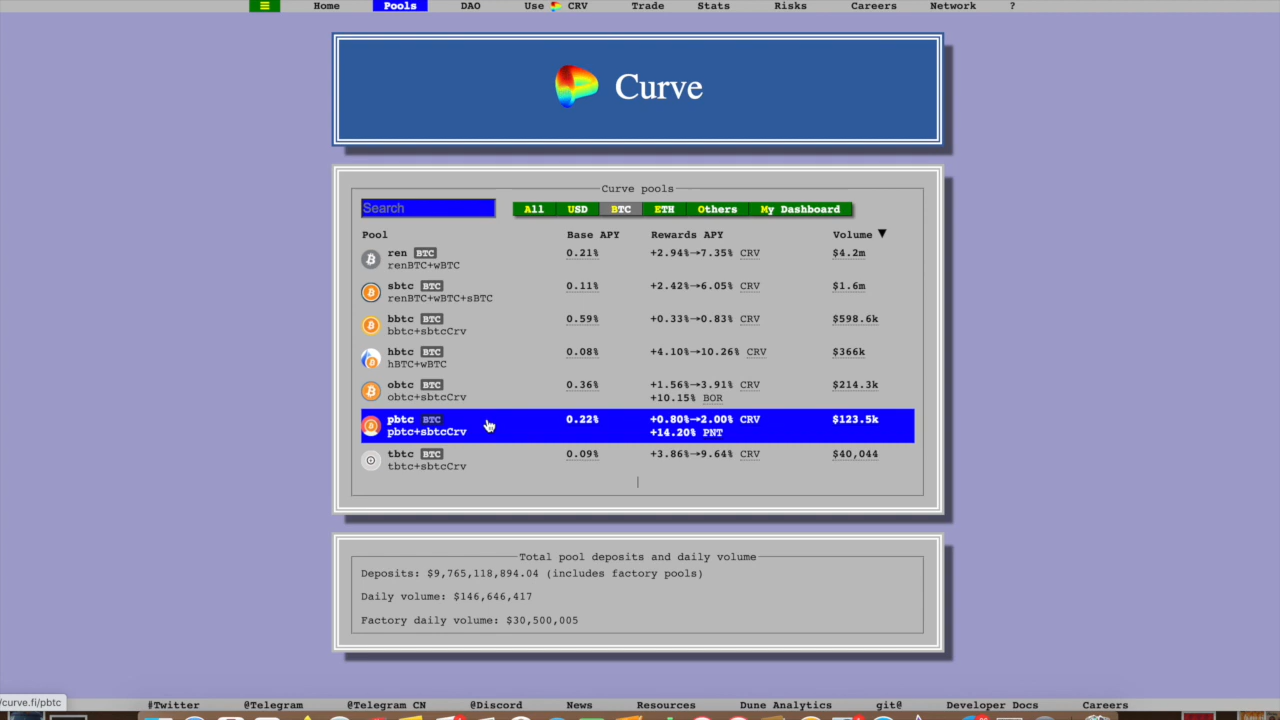 ☰ Home Pools DAO Use CRV Trade Stats Risks Careers Network ?
Curve
Curve pools
Search All USD BTC ETH Others My Dashboard
Pool Base APY Rewards APY Volume ▼
ren BTC 0.21% +2.94%→7.35% CRV $4.2m
renBTC+wBTC
sbtc BTC 0.11% +2.42%→6.05% CRV $1.6m
renBTC+wBTC+sBTC
bbtc BTC 0.59% +0.33%→0.83% CRV $598.6k
bbtc+sbtcCrv
hbtc BTC 0.08% +4.10%→10.26% CRV $366k
hBTC+wBTC
obtc BTC 0.36% +1.56%→3.91% CRV $214.3k
obtc+sbtcCrv +10.15% BOR
pbtc BTC 0.22% +0.80%→2.00% CRV $123.5k
pbtc+sbtcCrv +14.20% PNT
tbtc BTC 0.09% +3.86%→9.64% CRV $40,044
tbtc+sbtcCrv
Total pool deposits and daily volume
Deposits: $9,765,118,894.04 (includes factory pools)
Daily volume: $146,646,417
Factory daily volume: $30,500,005
/curve.fi/pbtc
#Twitter @Telegram @Telegram CN @Discord News Resources Dune Analytics git@ Developer Docs Careers